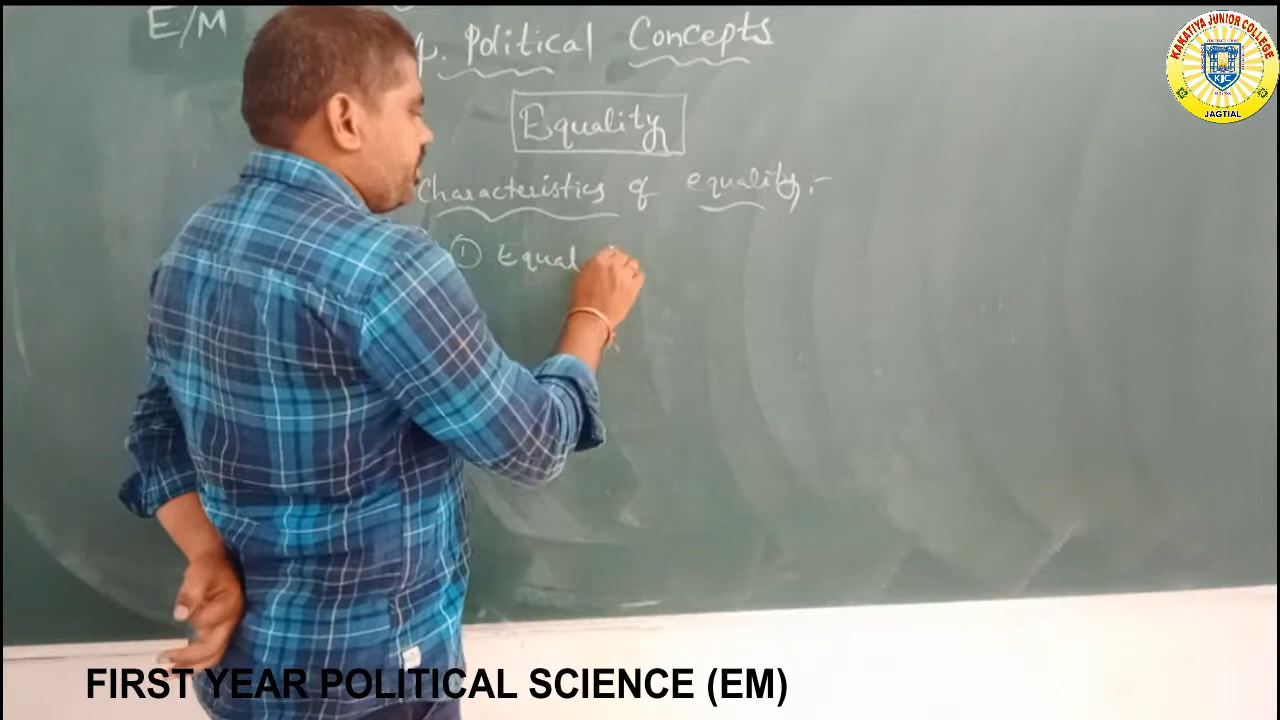 E/M
p. Political Concepts
Equality
Characteristics of equality:-
① Equal
KAKATIYA JUNIOR COLLEGE
KJC
JAGTIAL
FIRST YEAR POLITICAL SCIENCE (EM)